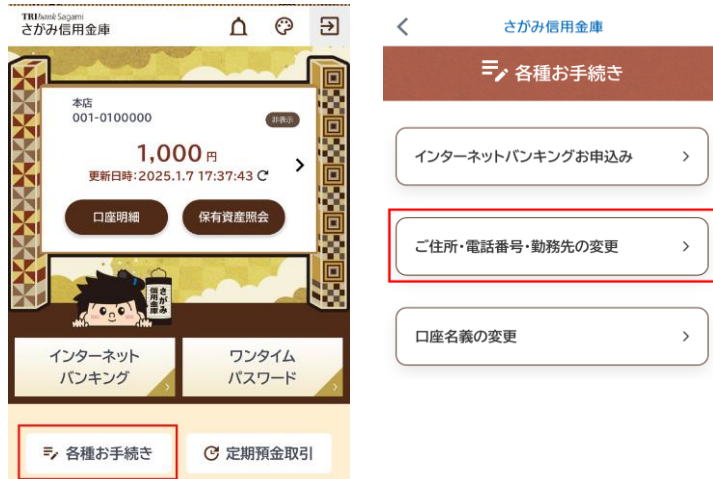 TRIbank Sagami
さがみ信用金庫
本店
001-0100000
非表示
1,000 円
更新日時:2025.1.7 17:37:43
口座明細
保有資産照会
さがみ
信用金庫
インターネット
バンキング
ワンタイム
パスワード
各種お手続き
定期預金取引
さがみ信用金庫
各種お手続き
インターネットバンキングお申込み
ご住所・電話番号・勤務先の変更
口座名義の変更